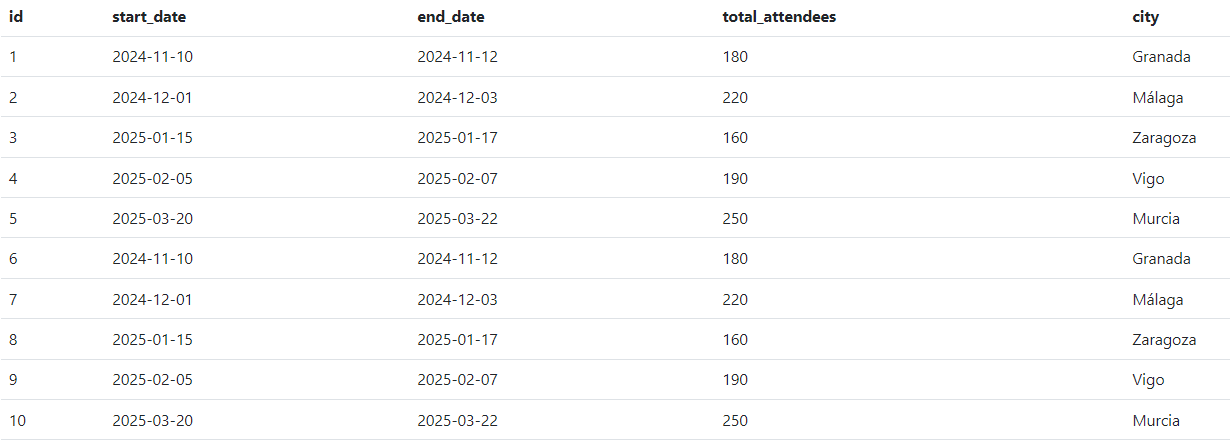 id start_date end_date total_attendees city
1 2024-11-10 2024-11-12 180 Granada
2 2024-12-01 2024-12-03 220 Málaga
3 2025-01-15 2025-01-17 160 Zaragoza
4 2025-02-05 2025-02-07 190 Vigo
5 2025-03-20 2025-03-22 250 Murcia
6 2024-11-10 2024-11-12 180 Granada
7 2024-12-01 2024-12-03 220 Málaga
8 2025-01-15 2025-01-17 160 Zaragoza
9 2025-02-05 2025-02-07 190 Vigo
10 2025-03-20 2025-03-22 250 Murcia